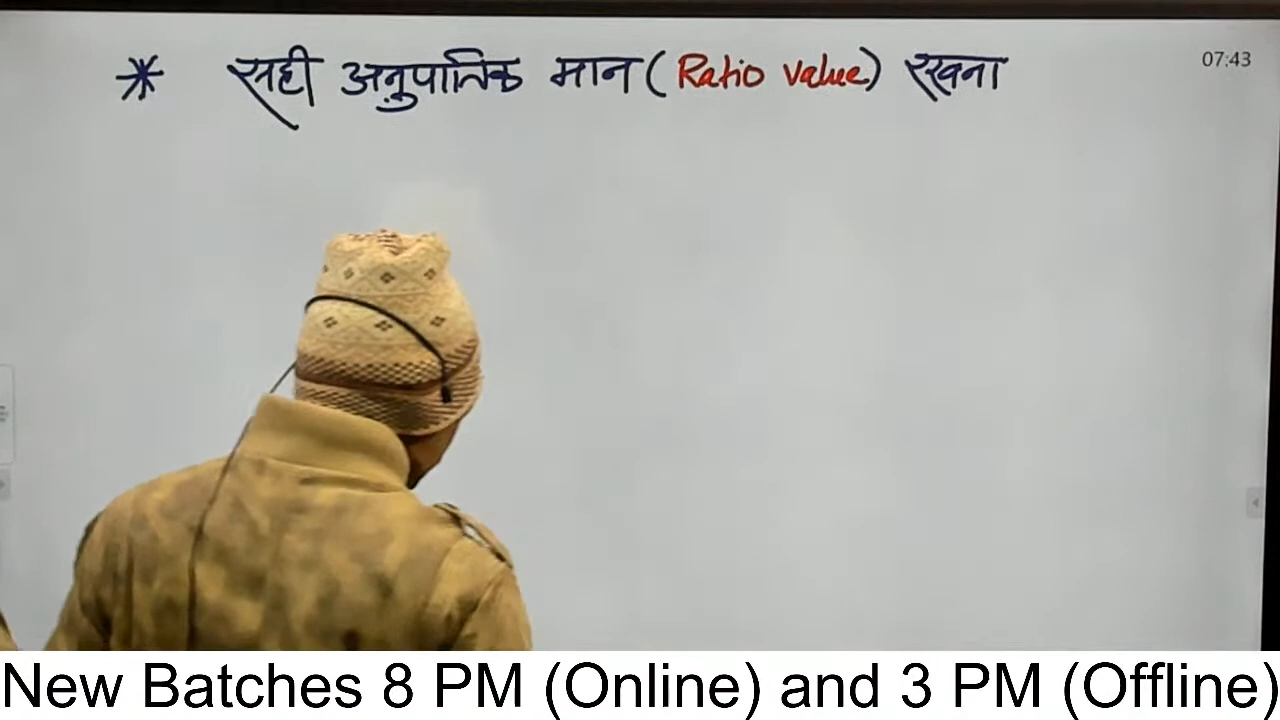 * सही अनुपातिक मान (Ratio value) रखना
07:43
New Batches 8 PM (Online) and 3 PM (Offline)